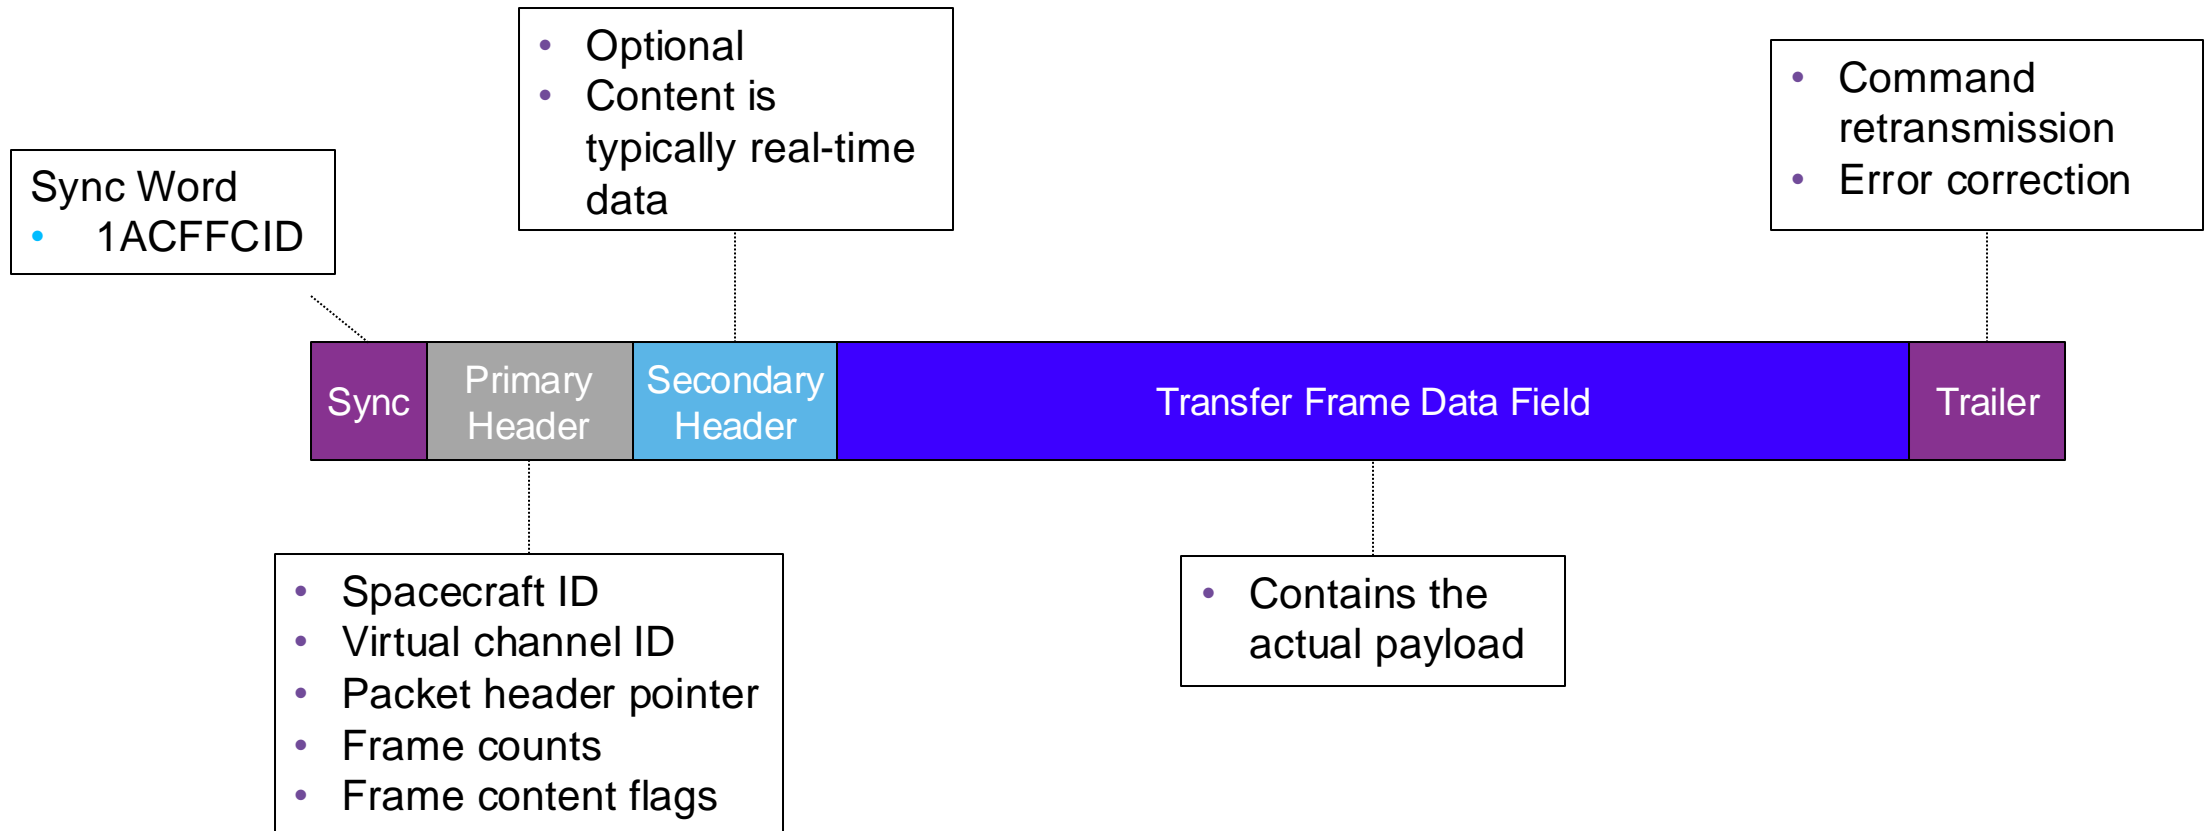 • Optional
• Content is
typically real-time
data
• Command
retransmission
• Error correction
Sync Word
• 1ACFFCID
Sync
Primary
Header
Secondary
Header
Transfer Frame Data Field
Trailer
• Spacecraft ID
• Virtual channel ID
• Packet header pointer
• Frame counts
• Frame content flags
• Contains the
actual payload